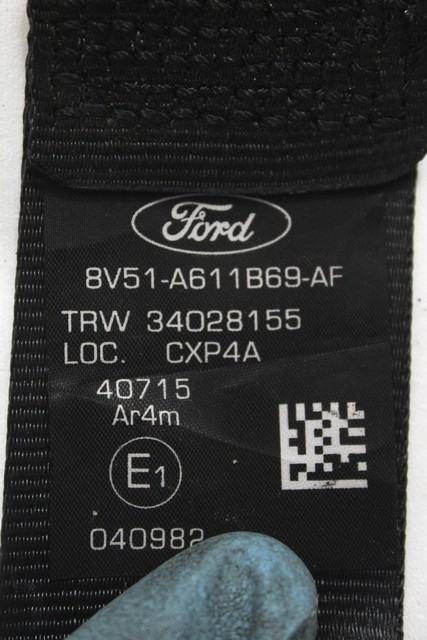 Ford
8V51-A611B69-AF
TRW 34028155
LOC. CXP4A
40715
Ar4m
E1
040982